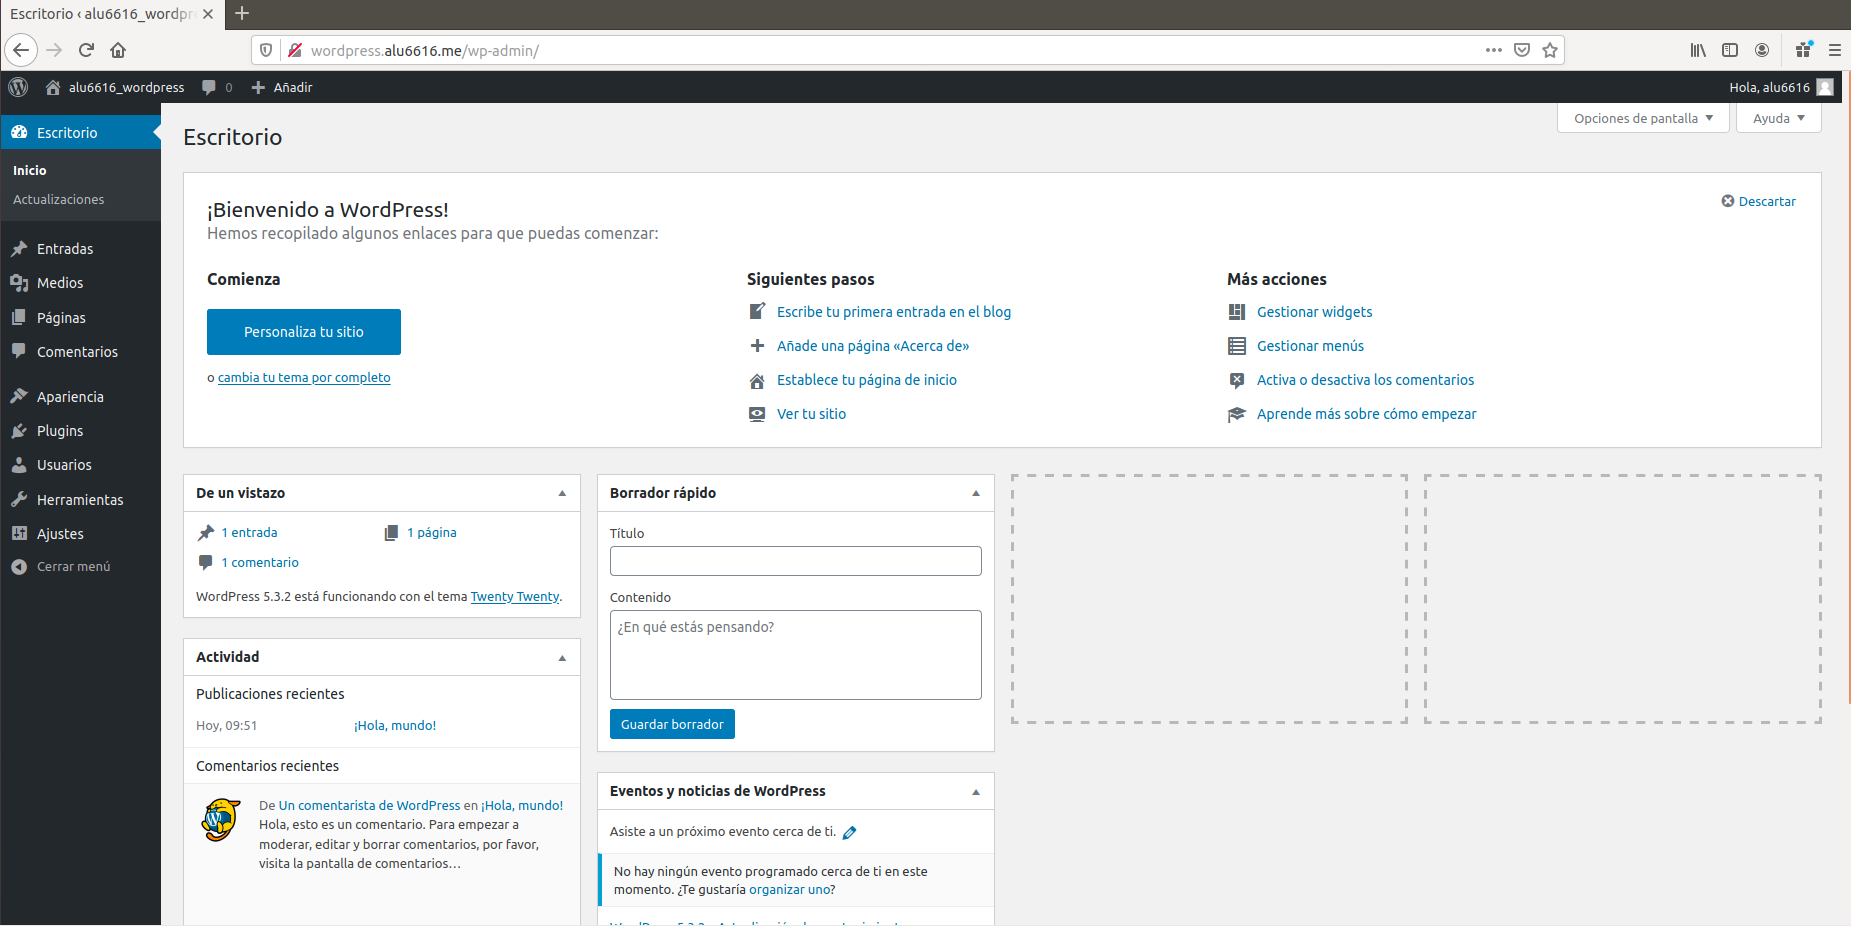 Escritorio ‹ alu6616_wordpr
wordpress.alu6616.me/wp-admin/
alu6616_wordpress
0
Añadir
Hola, alu6616
Escritorio
Inicio
Actualizaciones
Entradas
Medios
Páginas
Comentarios
Apariencia
Plugins
Usuarios
Herramientas
Ajustes
Cerrar menú
Escritorio
Opciones de pantalla
Ayuda
¡Bienvenido a WordPress!
Hemos recopilado algunos enlaces para que puedas comenzar:
Descartar
Comienza
Personaliza tu sitio
o cambia tu tema por completo
Siguientes pasos
Escribe tu primera entrada en el blog
Añade una página «Acerca de»
Establece tu página de inicio
Ver tu sitio
Más acciones
Gestionar widgets
Gestionar menús
Activa o desactiva los comentarios
Aprende más sobre cómo empezar
De un vistazo
1 entrada
1 página
1 comentario
WordPress 5.3.2 está funcionando con el tema Twenty Twenty.
Actividad
Publicaciones recientes
Hoy, 09:51
¡Hola, mundo!
Comentarios recientes
De Un comentarista de WordPress en ¡Hola, mundo!
Hola, esto es un comentario. Para empezar a
moderar, editar y borrar comentarios, por favor,
visita la pantalla de comentarios…
Borrador rápido
Título
Contenido
¿En qué estás pensando?
Guardar borrador
Eventos y noticias de WordPress
Asiste a un próximo evento cerca de ti.
No hay ningún evento programado cerca de ti en este
momento. ¿Te gustaría organizar uno?